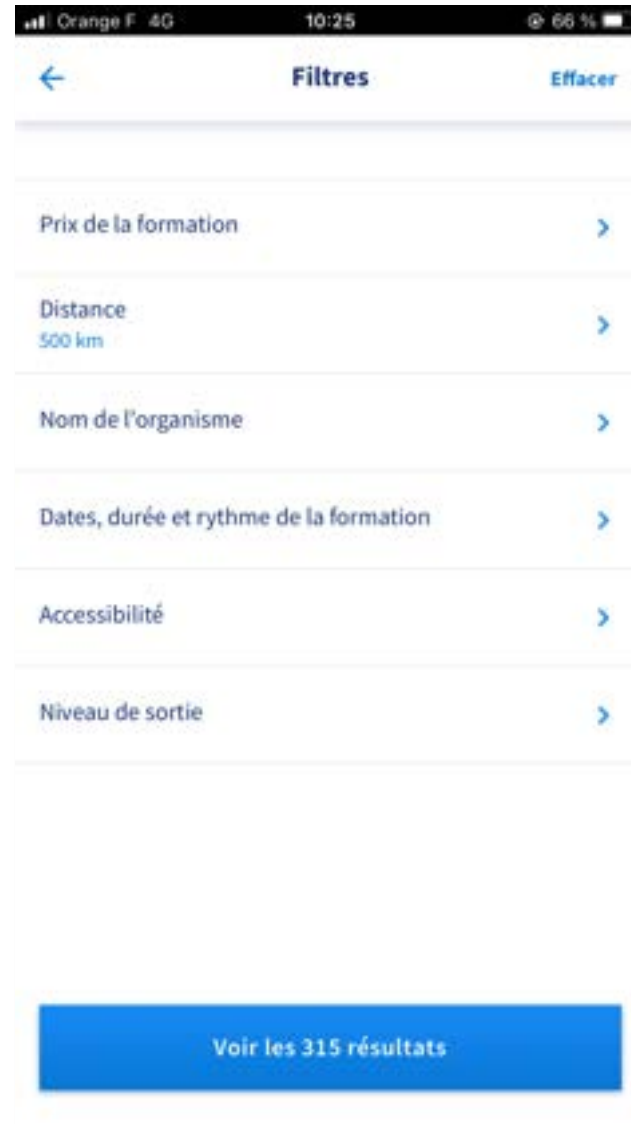 Orange F 4G 10:25 66 %
Filtres Effacer
Prix de la formation
Distance
500 km
Nom de l'organisme
Dates, durée et rythme de la formation
Accessibilité
Niveau de sortie
Voir les 315 résultats